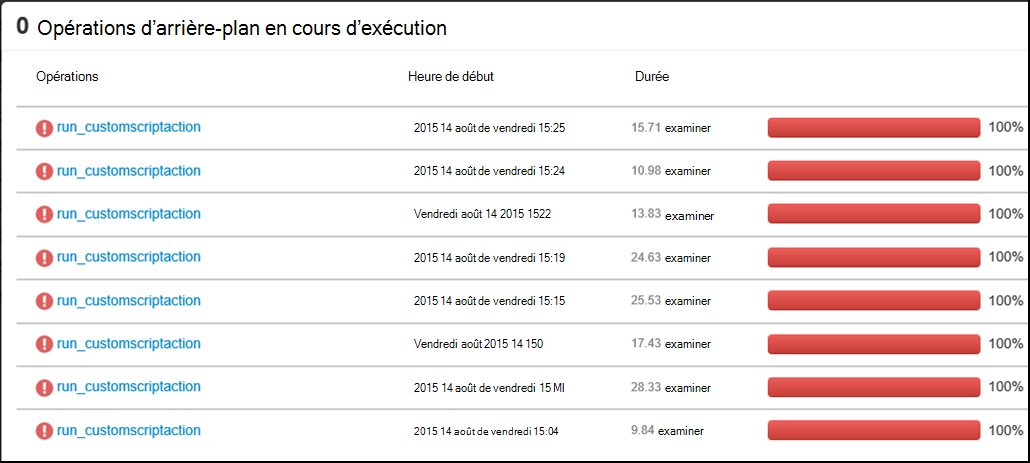 0 Opérations d'arrière-plan en cours d'exécution
Opérations Heure de début Durée
run_customscriptaction 2015 14 août de vendredi 15:25 15.71 examiner 100%
run_customscriptaction 2015 14 août de vendredi 15:24 10.98 examiner 100%
run_customscriptaction Vendredi août 14 2015 1522 13.83 examiner 100%
run_customscriptaction 2015 14 août de vendredi 15:19 24.63 examiner 100%
run_customscriptaction 2015 14 août de vendredi 15:15 25.53 examiner 100%
run_customscriptaction Vendredi août 2015 14 150 17.43 examiner 100%
run_customscriptaction 2015 14 août de vendredi 15 MI 28.33 examiner 100%
run_customscriptaction 2015 14 août de vendredi 15:04 9.84 examiner 100%